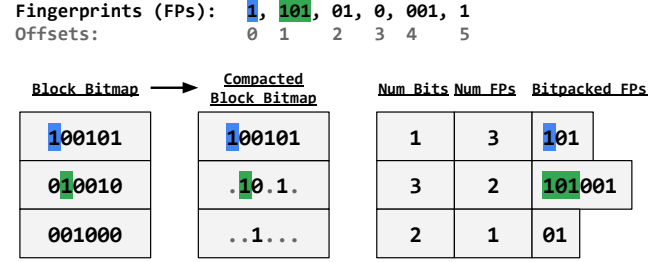 Fingerprints (FPs): 1, 101, 01, 0, 001, 1
Offsets: 0 1 2 3 4 5
Block Bitmap
Compacted
Block Bitmap
Num Bits Num FPs Bitpacked FPs
100101 100101 1 3 101
010010 .10.1. 3 2 101001
001000 ..1... 2 1 01